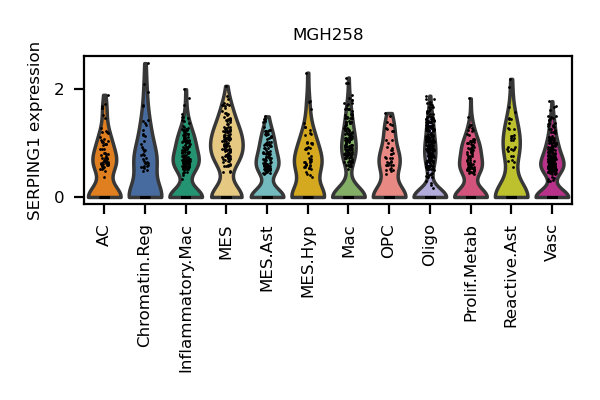 MGH258
SERPING1 expression
2
0
AC
Chromatin.Reg
Inflammatory.Mac
MES
MES.Ast
MES.Hyp
Mac
OPC
Oligo
Prolif.Metab
Reactive.Ast
Vasc